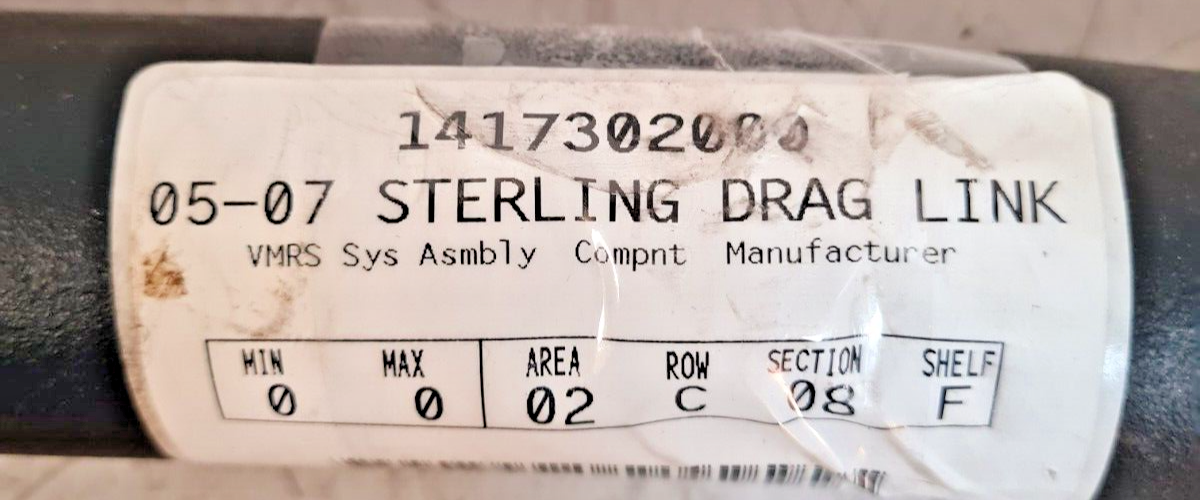 1417302000
05-07 STERLING DRAG LINK
VMRS Sys Asmbly Compnt Manufacturer
MIN MAX AREA ROW SECTION SHELF
0 0 02 C 08 F